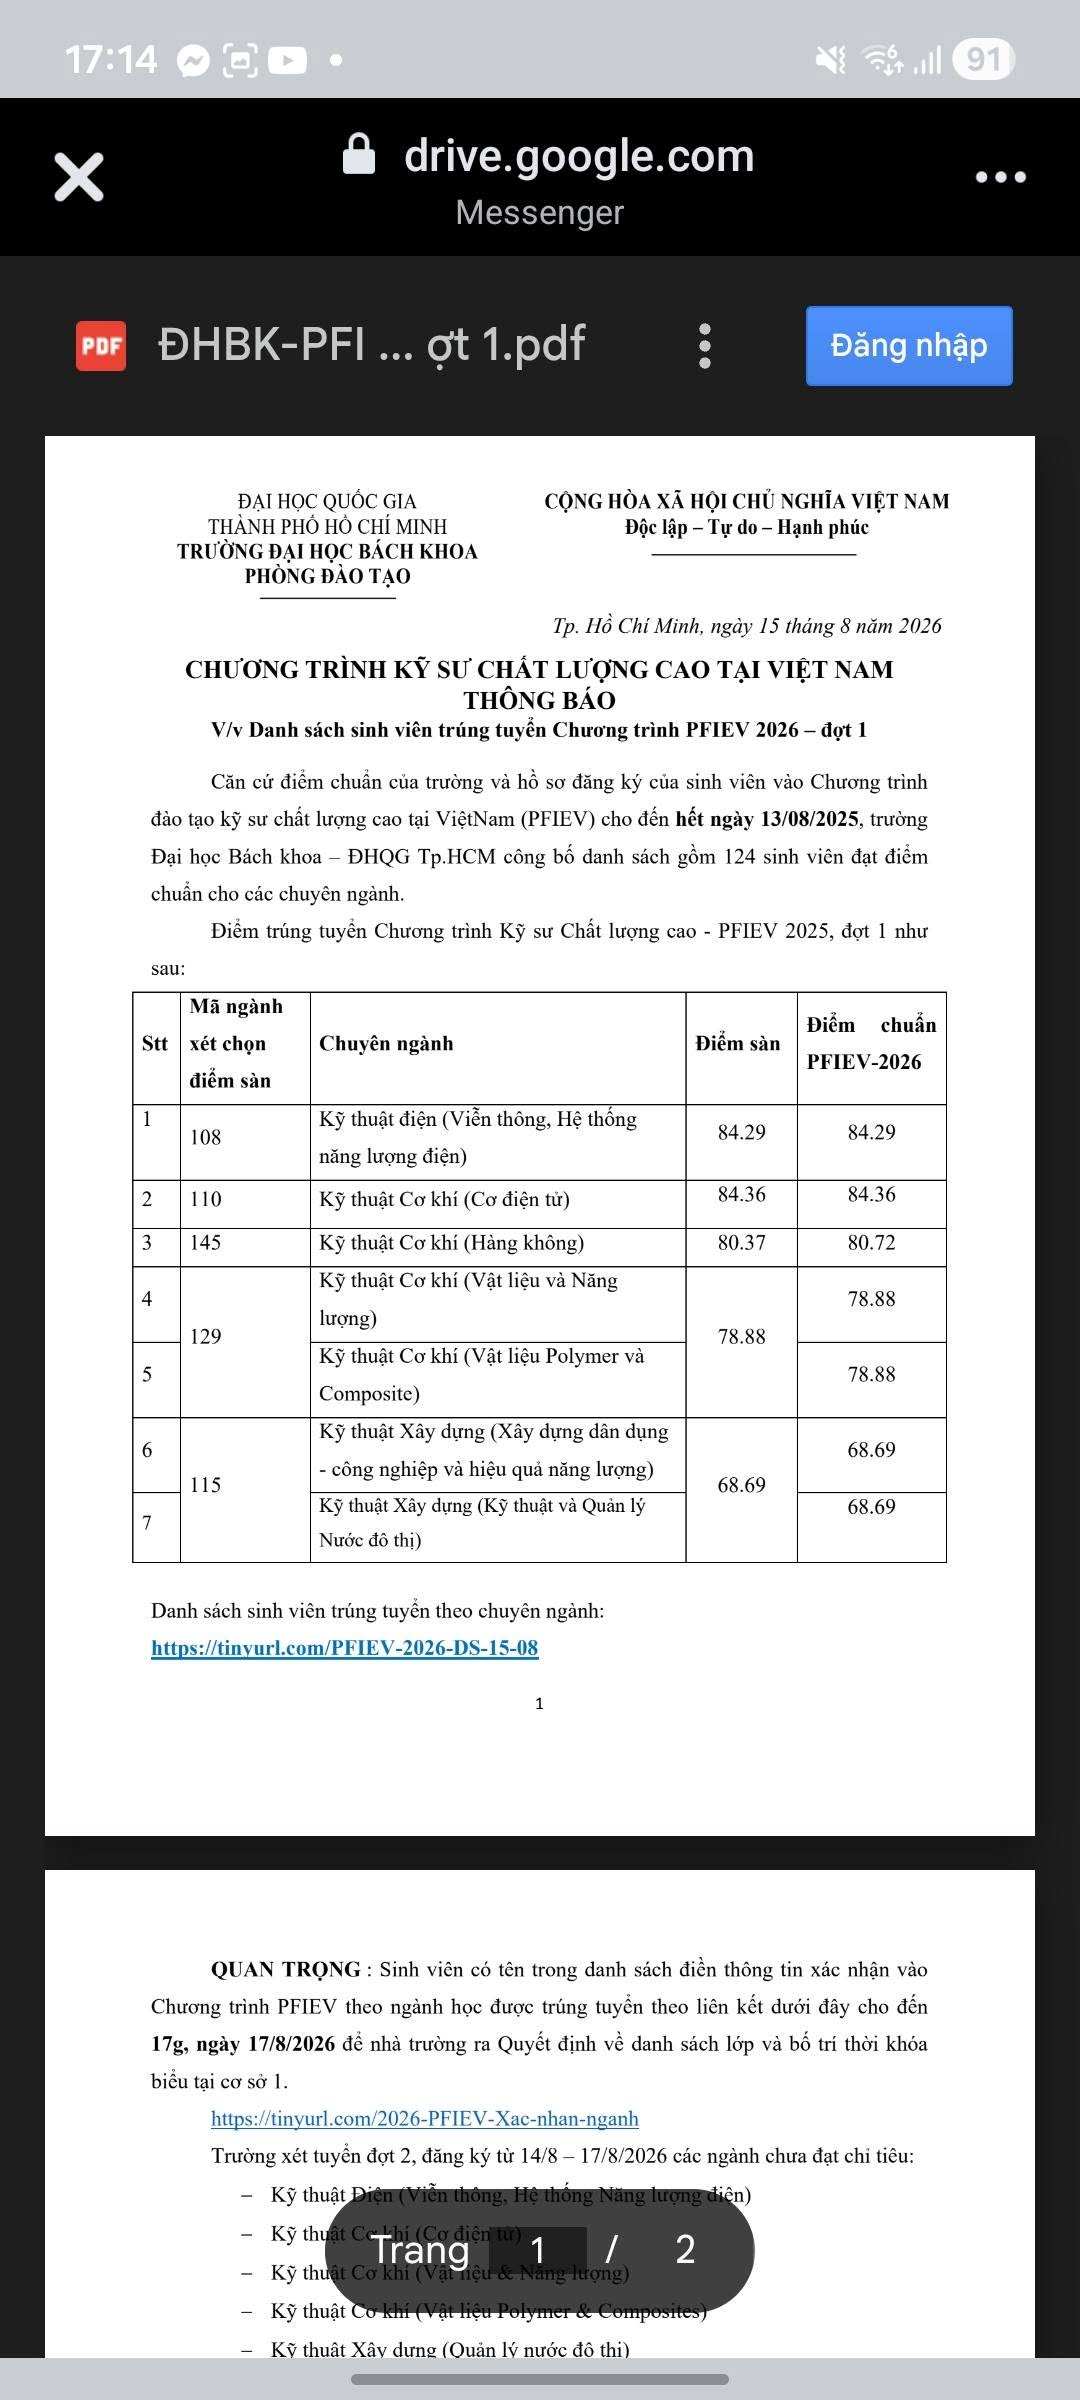 17:14
91
drive.google.com
Messenger
PDF ĐHBK-PFI ... ợt 1.pdf
Đăng nhập
ĐẠI HỌC QUỐC GIA
THÀNH PHỐ HỒ CHÍ MINH
TRƯỜNG ĐẠI HỌC BÁCH KHOA
PHÒNG ĐÀO TẠO
CỘNG HÒA XÃ HỘI CHỦ NGHĨA VIỆT NAM
Độc lập – Tự do – Hạnh phúc
Tp. Hồ Chí Minh, ngày 15 tháng 8 năm 2026
CHƯƠNG TRÌNH KỸ SƯ CHẤT LƯỢNG CAO TẠI VIỆT NAM
THÔNG BÁO
V/v Danh sách sinh viên trúng tuyển Chương trình PFIEV 2026 – đợt 1
Căn cứ điểm chuẩn của trường và hồ sơ đăng ký của sinh viên vào Chương trình
đào tạo kỹ sư chất lượng cao tại ViệtNam (PFIEV) cho đến hết ngày 13/08/2025, trường
Đại học Bách khoa – ĐHQG Tp.HCM công bố danh sách gồm 124 sinh viên đạt điểm
chuẩn cho các chuyên ngành.
Điểm trúng tuyển Chương trình Kỹ sư Chất lượng cao - PFIEV 2025, đợt 1 như
sau:
Stt
Mã ngành
xét chọn
điểm sàn
Chuyên ngành
Điểm sàn
Điểm chuẩn
PFIEV-2026
1
108
Kỹ thuật điện (Viễn thông, Hệ thống
năng lượng điện)
84.29
84.29
2
110
Kỹ thuật Cơ khí (Cơ điện tử)
84.36
84.36
3
145
Kỹ thuật Cơ khí (Hàng không)
80.37
80.72
4
129
Kỹ thuật Cơ khí (Vật liệu và Năng
lượng)
78.88
78.88
5
Kỹ thuật Cơ khí (Vật liệu Polymer và
Composite)
78.88
6
115
Kỹ thuật Xây dựng (Xây dựng dân dụng
- công nghiệp và hiệu quả năng lượng)
68.69
68.69
7
Kỹ thuật Xây dựng (Kỹ thuật và Quản lý
Nước đô thị)
68.69
Danh sách sinh viên trúng tuyển theo chuyên ngành:
https://tinyurl.com/PFIEV-2026-DS-15-08
1
QUAN TRỌNG : Sinh viên có tên trong danh sách điền thông tin xác nhận vào
Chương trình PFIEV theo ngành học được trúng tuyển theo liên kết dưới đây cho đến
17g, ngày 17/8/2026 để nhà trường ra Quyết định về danh sách lớp và bố trí thời khóa
biểu tại cơ sở 1.
https://tinyurl.com/2026-PFIEV-Xac-nhan-nganh
Trường xét tuyển đợt 2, đăng ký từ 14/8 – 17/8/2026 các ngành chưa đạt chỉ tiêu:
– Kỹ thuật Điện (Viễn thông, Hệ thống Năng lượng điện)
– Kỹ thuật Cơ khí (Cơ điện tử)
– Kỹ thuật Cơ khí (Vật liệu & Năng lượng)
– Kỹ thuật Cơ khí (Vật liệu Polymer & Composites)
– Kỹ thuật Xây dựng (Quản lý nước đô thị)
Trang 1 / 2